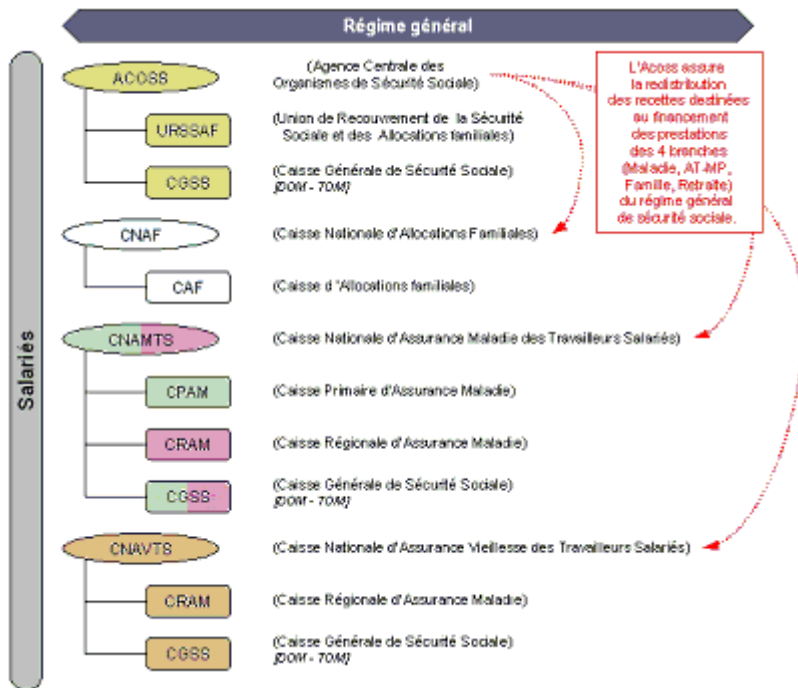 Régime général
Salariés
ACOSS
(Agence Centrale des
Organismes de Sécurité Sociale)
L'Acoss assure
la redistribution
des recettes destinées
au financement
des prestations
des 4 branches
(Maladie, AT-MP,
Famille, Retraite)
du régime général
de sécurité sociale.
URSSAF
(Union de Recouvrement de la Sécurité
Sociale et des Allocations familiales)
CGSS
(Caisse Générale de Sécurité Sociale)
[DOM - TOM]
CNAF
(Caisse Nationale d'Allocations Familiales)
CAF
(Caisse d'Allocations familiales)
CNAMTS
(Caisse Nationale d'Assurance Maladie des Travailleurs Salariés)
CPAM
(Caisse Primaire d'Assurance Maladie)
CRAM
(Caisse Régionale d'Assurance Maladie)
CGSS
(Caisse Générale de Sécurité Sociale)
[DOM - TOM]
CNAVTS
(Caisse Nationale d'Assurance Vieillesse des Travailleurs Salariés)
CRAM
(Caisse Régionale d'Assurance Maladie)
CGSS
(Caisse Générale de Sécurité Sociale)
[DOM - TOM]